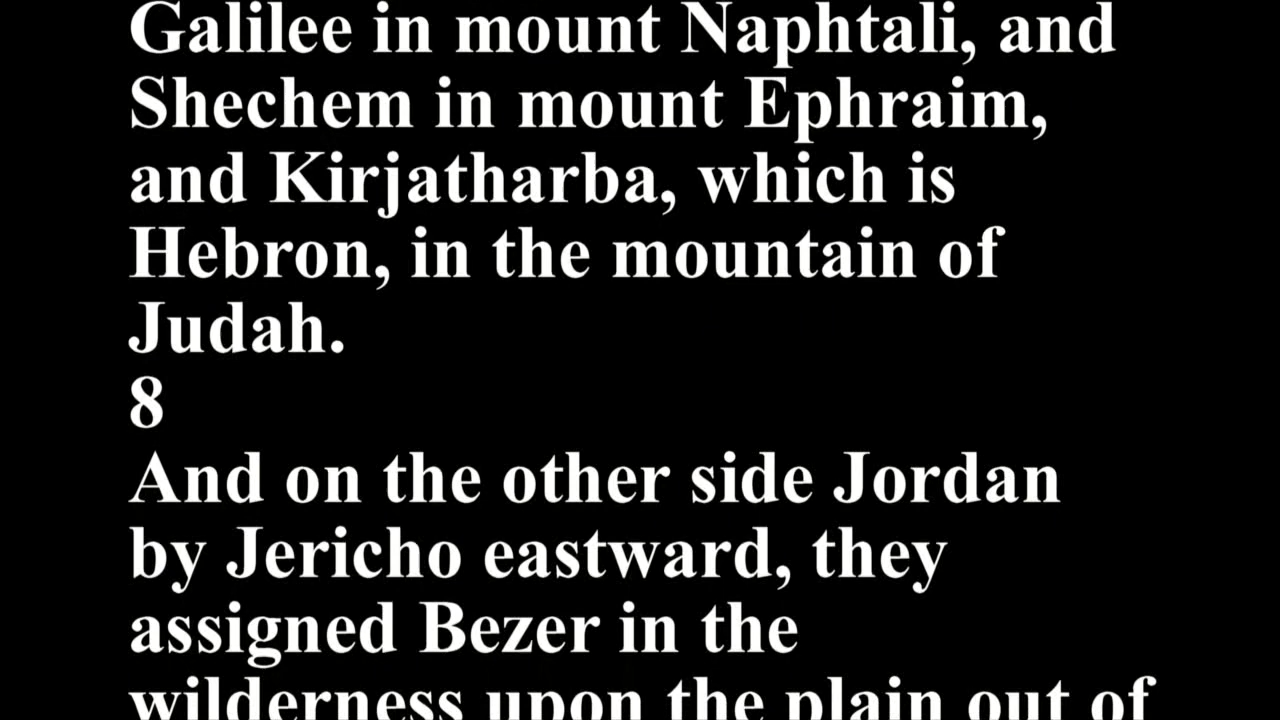 Galilee in mount Naphtali, and
Shechem in mount Ephraim,
and Kirjatharba, which is
Hebron, in the mountain of
Judah.
8
And on the other side Jordan
by Jericho eastward, they
assigned Bezer in the
wilderness upon the plain out of